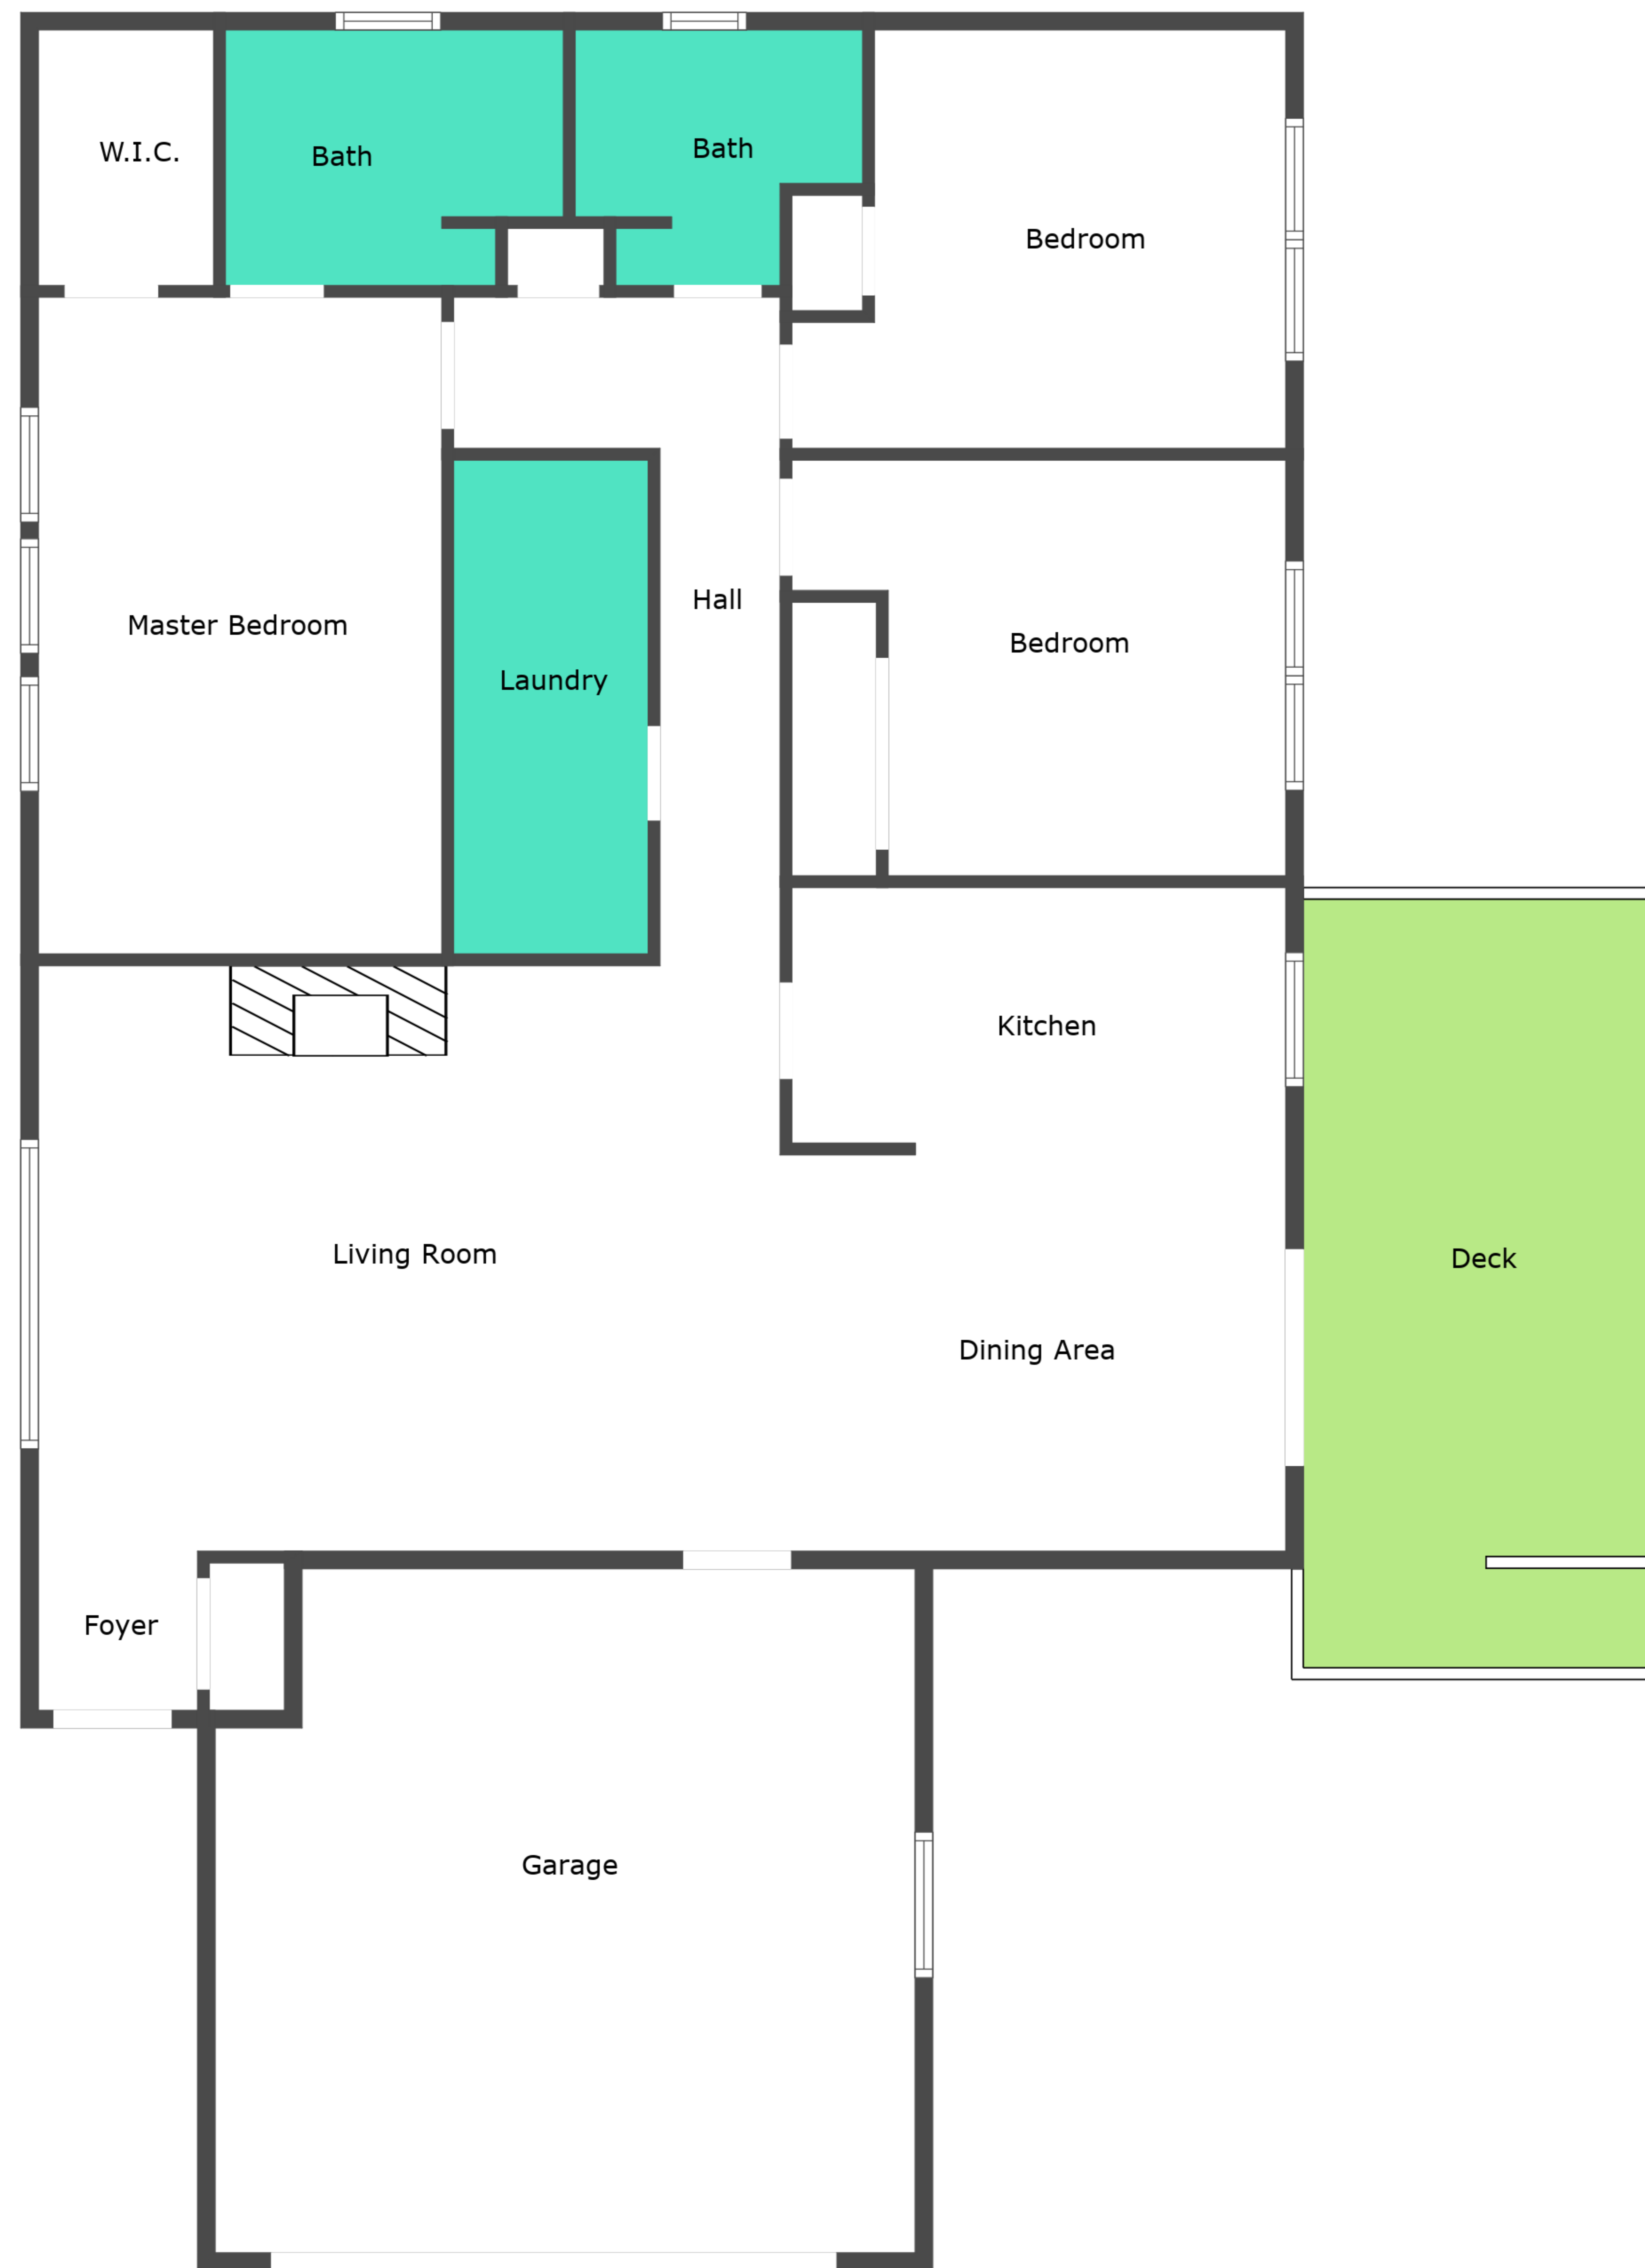 W.I.C.
Bath
Bath
Bedroom
Hall
Master Bedroom
Bedroom
Laundry
Kitchen
Living Room
Deck
Dining Area
Foyer
Garage